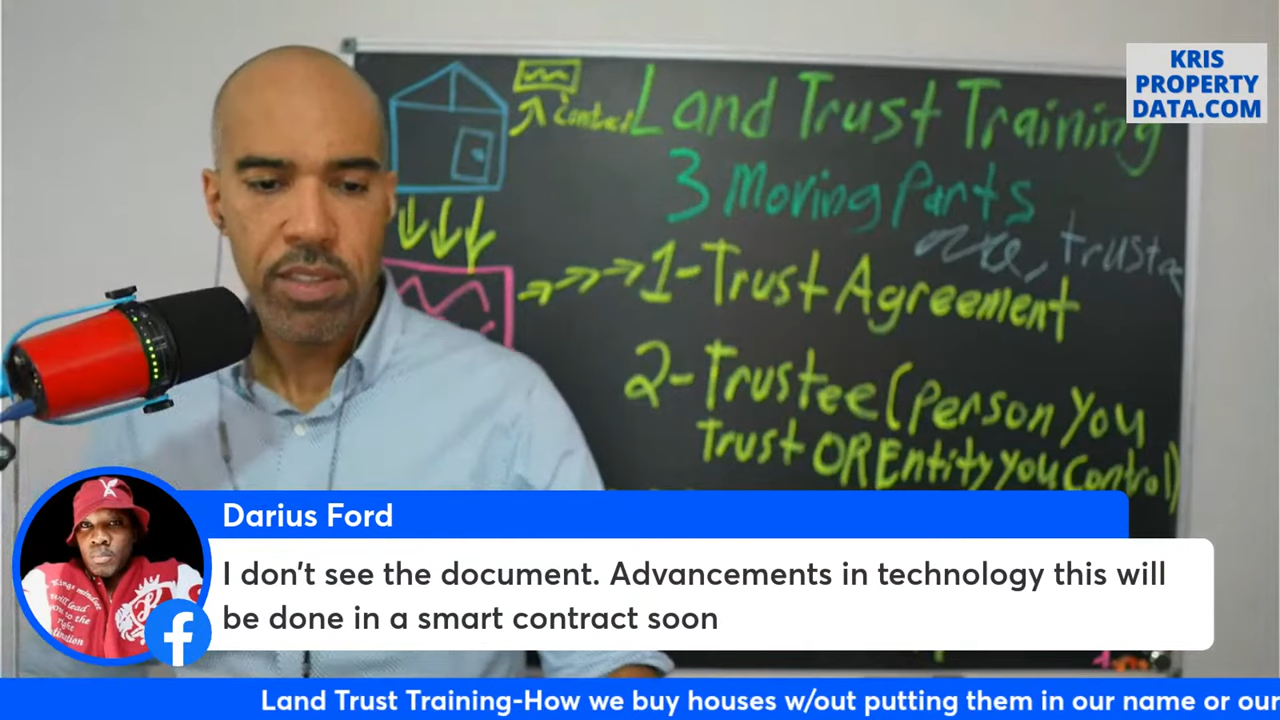 KRIS
PROPERTY
DATA.COM
Land Trust Training
3 Moving Parts
1-Trust Agreement
2-Trustee (Person You
Trust OR Entity you Control)
Darius Ford
I don't see the document. Advancements in technology this will
be done in a smart contract soon
Land Trust Training-How we buy houses w/out putting them in our name or our